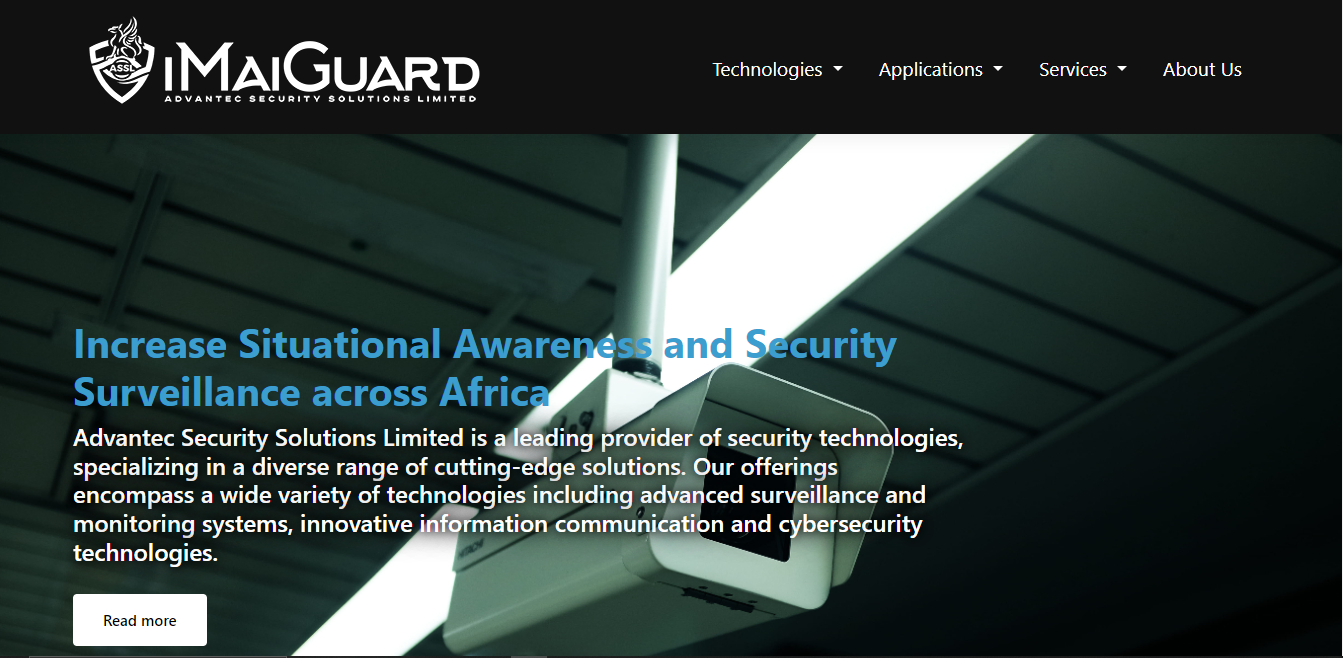 ASSL
iMaiGuard
ADVANTEC SECURITY SOLUTIONS LIMITED
Technologies
Applications
Services
About Us
Increase Situational Awareness and Security
Surveillance across Africa
Advantec Security Solutions Limited is a leading provider of security technologies,
specializing in a diverse range of cutting-edge solutions. Our offerings
encompass a wide variety of technologies including advanced surveillance and
monitoring systems, innovative information communication and cybersecurity
technologies.
HITACHI
Read more